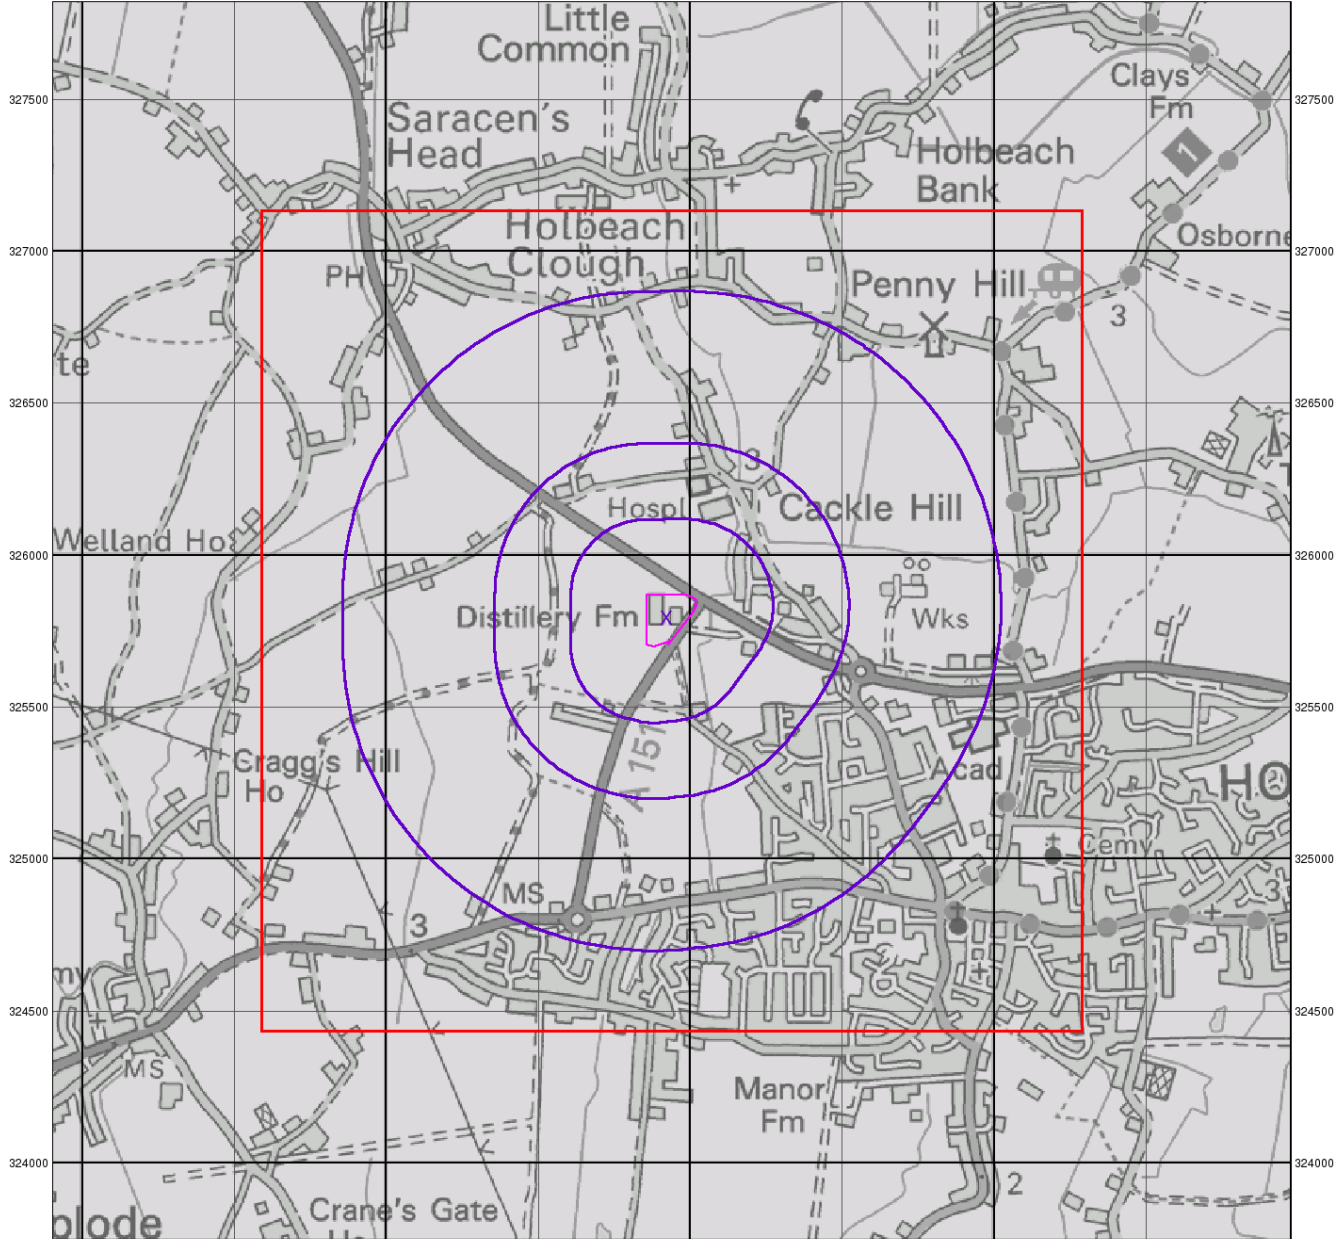 Little
Common
Clays
Fm
327500
327500
Saracen's
Head
1
Holbeach
Bank
Holbeach
Clough
Osborne
327000
327000
PH
Penny Hill
3
te
326500
326500
3
Hospl
Cackle Hill
Welland Ho
326000
326000
Distillery Fm
X
Wks
325500
325500
A 151
Cragg's Hill
Ho
Acad
HO
Cemy
325000
325000
MS
3
3
my
324500
324500
MS
Manor
Fm
324000
324000
2
Crane's Gate
plode